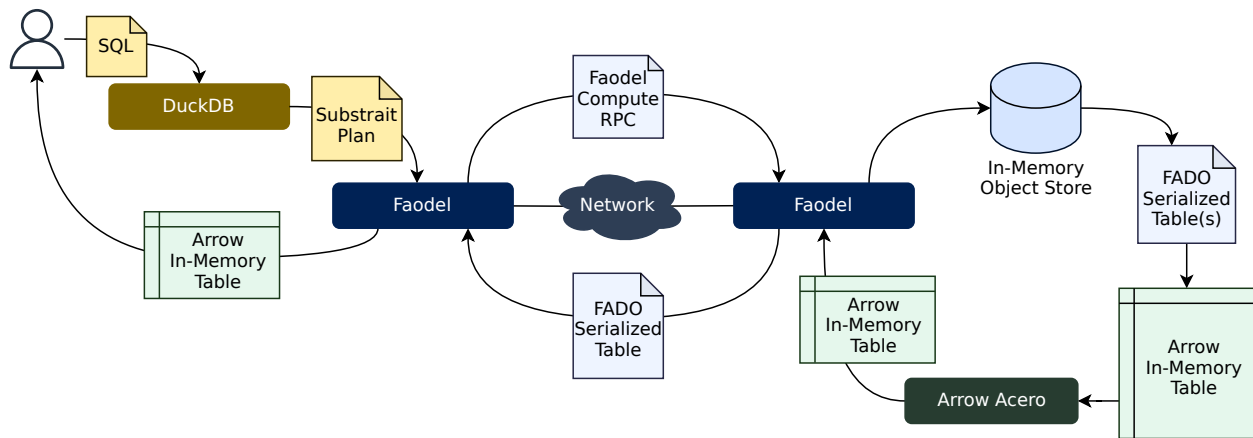 SQL
DuckDB
Substrait
Plan
Faodel
Arrow
In-Memory
Table
Faodel
Compute
RPC
Network
FADO
Serialized
Table
Faodel
In-Memory
Object Store
FADO
Serialized
Table(s)
Arrow
In-Memory
Table
Arrow Acero
Arrow
In-Memory
Table